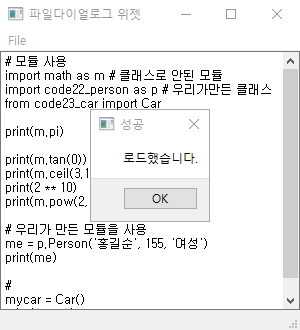 파일다이얼로그 위젯
File
# 모듈 사용
import math as m # 클래스로 안된 모듈
import code22_person as p # 우리가만든 클래스
from code23_car import Car
print(m.pi)
print(m.tan(0))
print(m.ceil(3.1
print(2 ** 10)
print(m.pow(2,
성공
로드했습니다.
OK
# 우리가 만든 모듈을 사용
me = p.Person('홍길순', 155, '여성')
print(me)
#
mycar = Car()